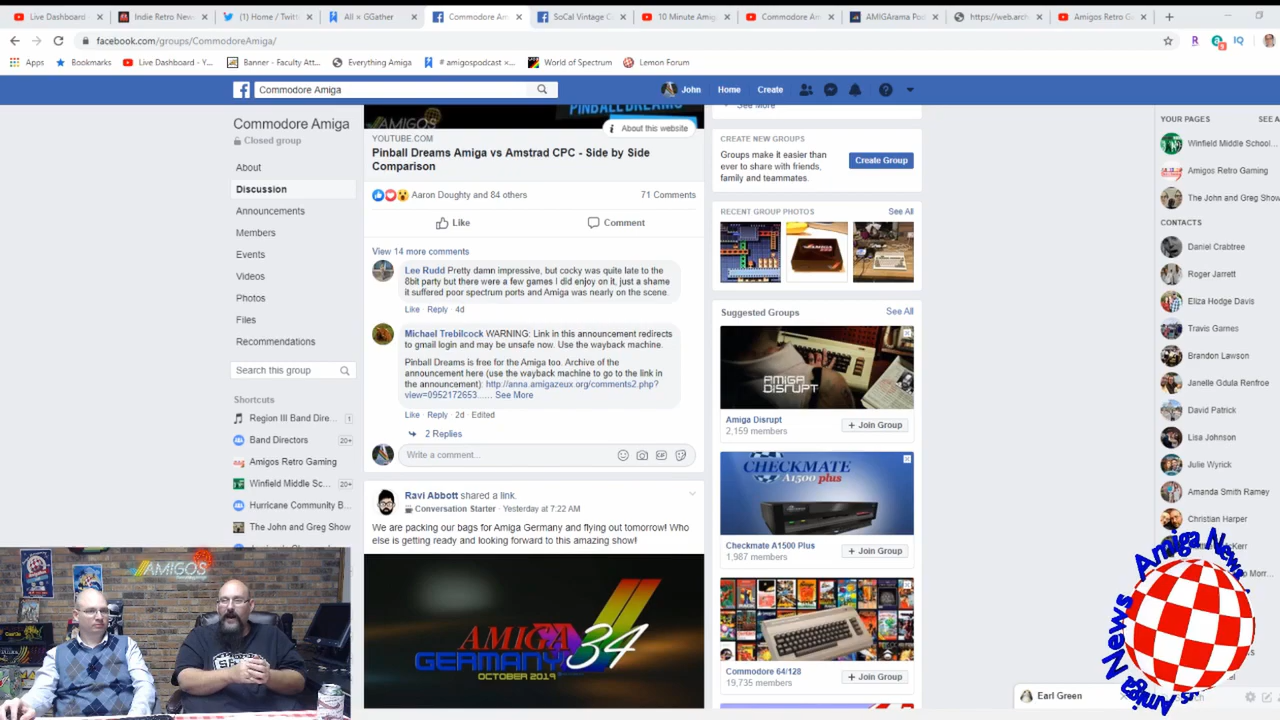 Live Dashboard
Indie Retro New
(1) Home / Twitt
All × GGather
Commodore Am
SoCal Vintage C
10 Minute Amig
Commodore Am
AMIGArama Pod
https://web.arch
Amigos Retro G
facebook.com/groups/CommodoreAmiga/
Apps
Bookmarks
Live Dashboard - Y...
Banner - Faculty Att...
Everything Amiga
# amigospodcast ×...
World of Spectrum
Lemon Forum
Commodore Amiga
John
Home
Create
Commodore Amiga
Closed group
About
Discussion
Announcements
Members
Events
Videos
Photos
Files
Recommendations
Search this group
Shortcuts
Region III Band Dire... 1
Band Directors 20+
Amigos Retro Gaming
Winfield Middle Sc... 20+
Hurricane Community B...
The John and Greg Show
AMIGOS
PINBALL DREAMS
About this website
YOUTUBE.COM
Pinball Dreams Amiga vs Amstrad CPC - Side by Side
Comparison
Aaron Doughty and 84 others
71 Comments
Like
Comment
View 14 more comments
Lee Rudd Pretty damn impressive, but cocky was quite late to the
8bit party but there were a few games I did enjoy on it, just a shame
it suffered poor spectrum ports and Amiga was nearly on the scene.
Like Reply 4d
Michael Trebilcock WARNING: Link in this announcement redirects
to gmail login and may be unsafe now. Use the wayback machine.
Pinball Dreams is free for the Amiga too. Archive of the
announcement here (use the wayback machine to go to the link in
the announcement): http://anna.amigazeux.org/comments2.php?
view=0952172653...... See More
Like Reply 2d Edited
2 Replies
Write a comment...
Ravi Abbott shared a link.
Conversation Starter · Yesterday at 7:22 AM
We are packing our bags for Amiga Germany and flying out tomorrow! Who
else is getting ready and looking forward to this amazing show!
AMIGA
GERMANY 34
OCTOBER 2019
See More
CREATE NEW GROUPS
Groups make it easier than
ever to share with friends,
family and teammates.
Create Group
RECENT GROUP PHOTOS
See All
Suggested Groups
See All
AMIGA
DISRUPT
Amiga Disrupt
2,159 members
+ Join Group
CHECKMATE
A1500 plus
Checkmate A1500 Plus
1,987 members
+ Join Group
Commodore 64/128
19,735 members
+ Join Group
YOUR PAGES
SEE A
Winfield Middle School...
Amigos Retro Gaming
The John and Greg Show
CONTACTS
Daniel Crabtree
Roger Jarrett
Eliza Hodge Davis
Travis Games
Brandon Lawson
Janelle Gdula Renfroe
David Patrick
Lisa Johnson
Julie Wyrick
Amanda Smith Ramey
Christian Harper
Earl Green
AMIGOS
Amiga News